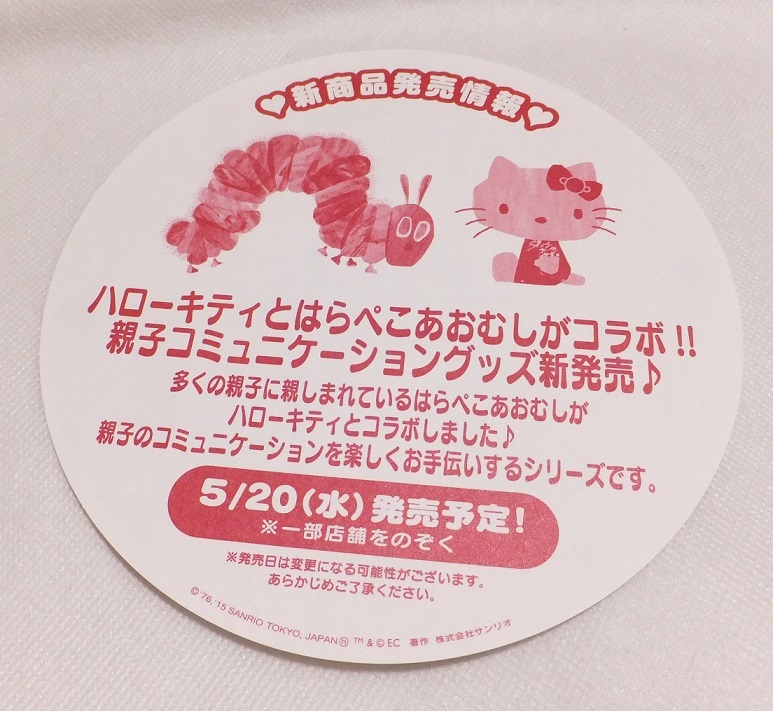 ♡新商品発売情報♡
ハローキティとはらぺこあおむしがコラボ!!
親子コミュニケーショングッズ新発売♪
多くの親子に親しまれているはらぺこあおむしが
ハローキティとコラボしました♪
親子のコミュニケーションを楽しくお手伝いするシリーズです。
5/20(水)発売予定!
※一部店舗をのぞく
※発売日は変更になる可能性がございます。
あらかじめご了承ください。
©'76,'15 SANRIO TOKYO, JAPAN Ⓗ ™ & © EC 著作 株式会社サンリオ